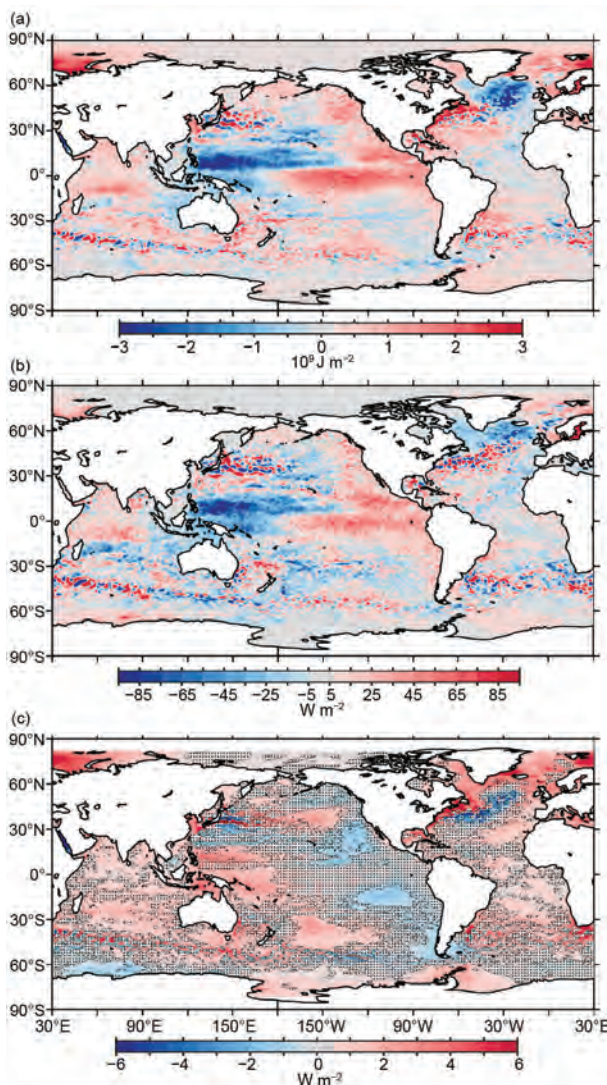 (a)
90°N
60°N
30°N
0°
30°S
60°S
90°S
−3 −2 −1 0 1 2 3
10⁹ J m⁻²
(b)
90°N
60°N
30°N
0°
30°S
60°S
90°S
−85 −65 −45 −25 −5 5 25 45 65 85
W m⁻²
(c)
90°N
60°N
30°N
0°
30°S
60°S
90°S
30°E 90°E 150°E 150°W 90°W 30°W 30°E
−6 −4 −2 0 2 4 6
W m⁻²